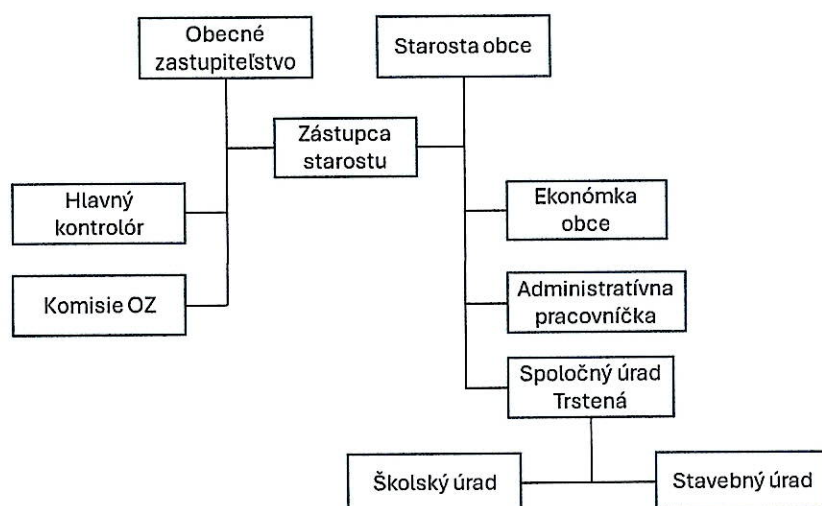 Obecné
zastupiteľstvo
Starosta obce
Zástupca
starostu
Hlavný
kontrolór
Ekonómka
obce
Komisie OZ
Administratívna
pracovníčka
Spoločný úrad
Trstená
Školský úrad
Stavebný úrad